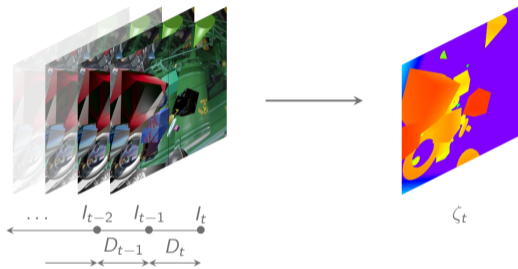 ... I_{t−2} I_{t−1} I_t ζ_t
D_{t−1} D_t